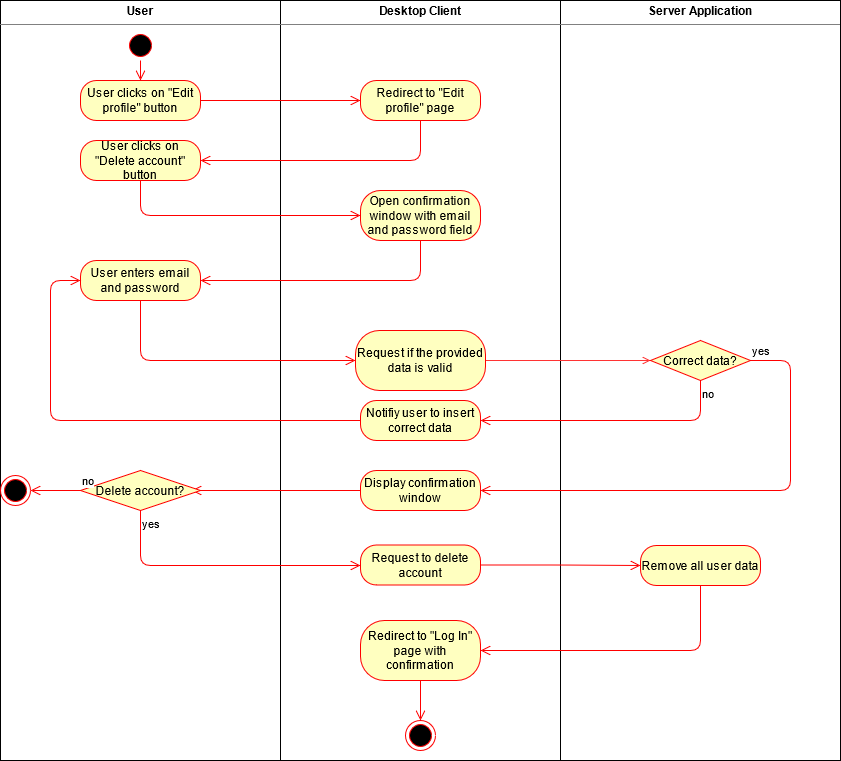 User
Desktop Client
Server Application
User clicks on "Edit
profile" button
Redirect to "Edit
profile" page
User clicks on
"Delete account"
button
Open confirmation
window with email
and password field
User enters email
and password
Request if the provided
data is valid
Correct data?
yes
no
Notifiy user to insert
correct data
Display confirmation
window
no
Delete account?
yes
Request to delete
account
Remove all user data
Redirect to "Log In"
page with
confirmation